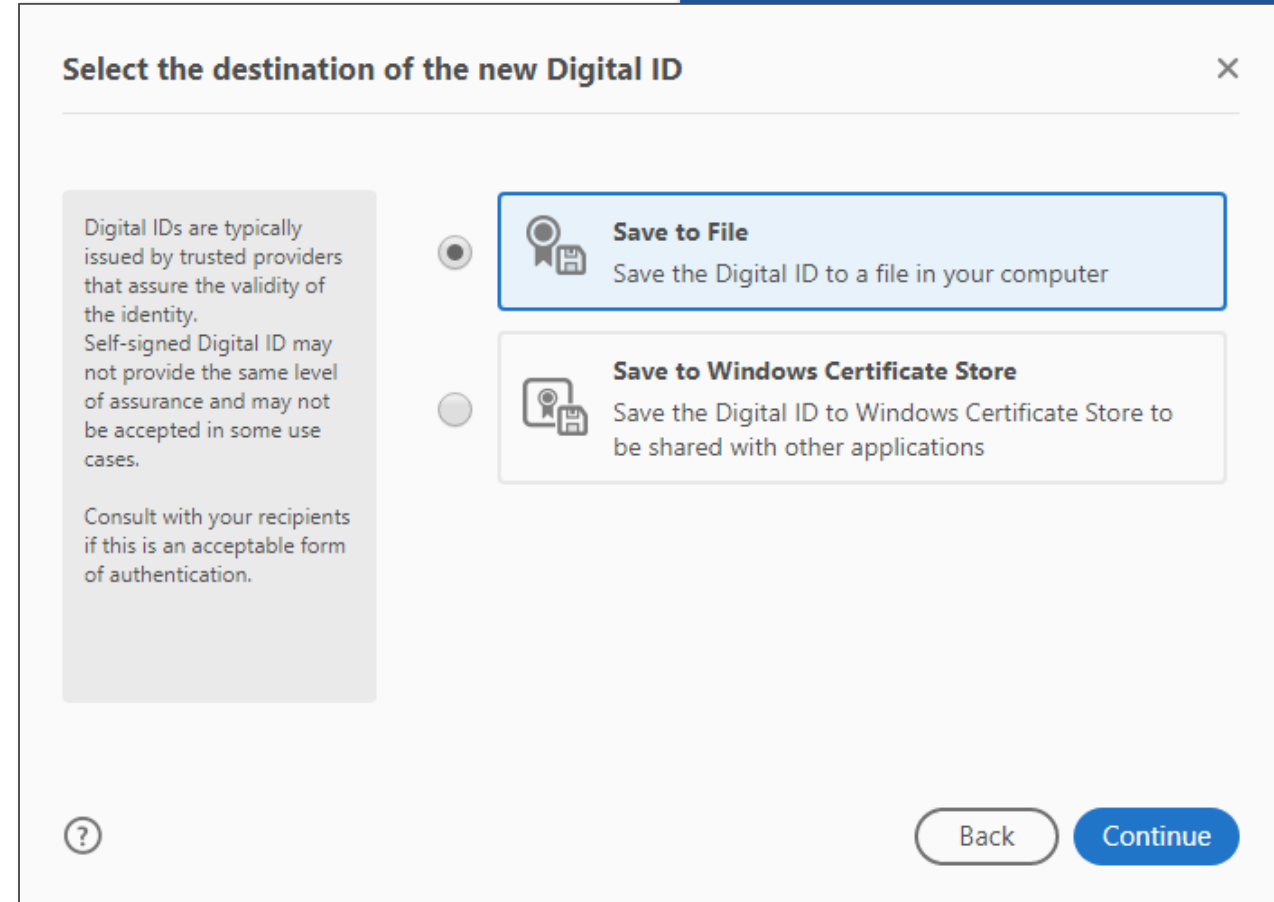 Select the destination of the new Digital ID
Digital IDs are typically
issued by trusted providers
that assure the validity of
the identity.
Self-signed Digital ID may
not provide the same level
of assurance and may not
be accepted in some use
cases.
Consult with your recipients
if this is an acceptable form
of authentication.
Save to File
Save the Digital ID to a file in your computer
Save to Windows Certificate Store
Save the Digital ID to Windows Certificate Store to
be shared with other applications
?
Back
Continue